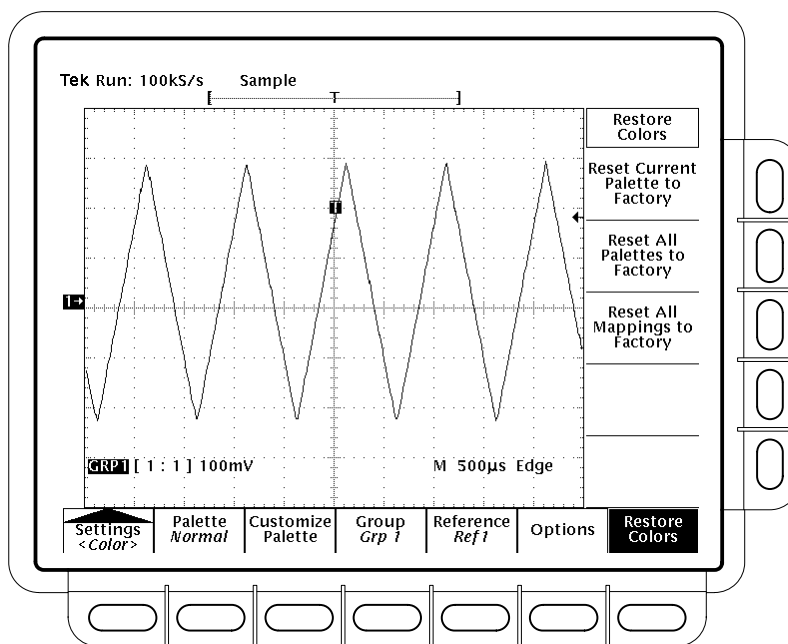 Tek Run: 100kS/s Sample
[ T ]
Restore
Colors
Reset Current
Palette to
Factory
T
Reset All
Palettes to
Factory
1→
Reset All
Mappings to
Factory
GRP1 [ 1 : 1 ] 100mV M 500µs Edge
Settings
<Color>
Palette
Normal
Customize
Palette
Group
Grp 1
Reference
Ref 1
Options
Restore
Colors